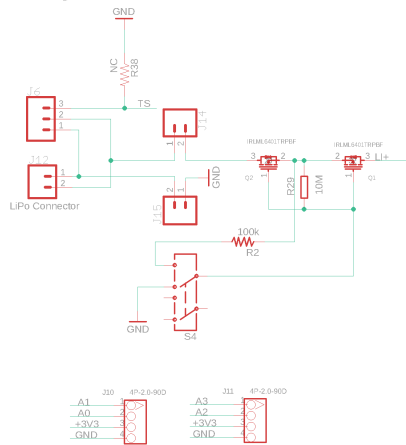 GND
NC
R38
J6
3
2
1
TS
J14
1
2
J12
1
2
LiPo Connector
GND
2
1
J15
IRLML6401TRPBF
3
2
Q2
1
R29
10M
IRLML6401TRPBF
2
3
LI+
1
Q1
100k
R2
GND
S4
J10
4P-2.0-90D
A1
1
A0
2
+3V3
3
GND
4
J11
4P-2.0-90D
A3
1
A2
2
+3V3
3
GND
4